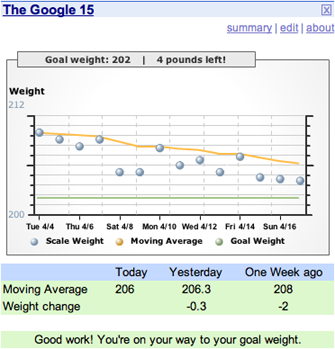 The Google 15
summary | edit | about
Goal weight: 202 | 4 pounds left!
Weight
212
200
Tue 4/4 Thu 4/6 Sat 4/8 Mon 4/10 Wed 4/12 Fri 4/14 Sun 4/16
Scale Weight Moving Average Goal Weight
Today Yesterday One Week ago
Moving Average 206 206.3 208
Weight change -0.3 -2
Good work! You're on your way to your goal weight.